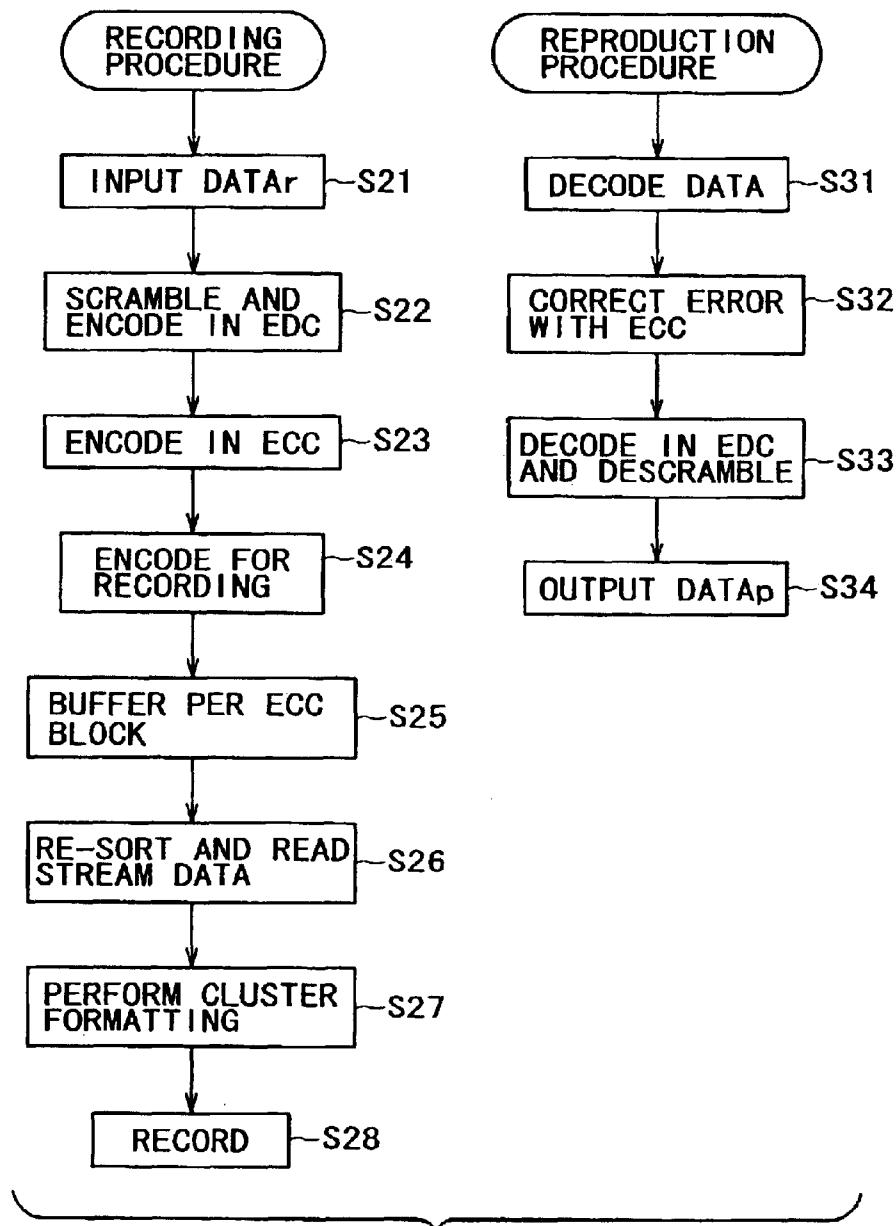 RECORDING
PROCEDURE
INPUT DATAr
S21
SCRAMBLE AND
ENCODE IN EDC
S22
ENCODE IN ECC
S23
ENCODE FOR
RECORDING
S24
BUFFER PER ECC
BLOCK
S25
RE-SORT AND READ
STREAM DATA
S26
PERFORM CLUSTER
FORMATTING
S27
RECORD
S28
REPRODUCTION
PROCEDURE
DECODE DATA
S31
CORRECT ERROR
WITH ECC
S32
DECODE IN EDC
AND DESCRAMBLE
S33
OUTPUT DATAp
S34